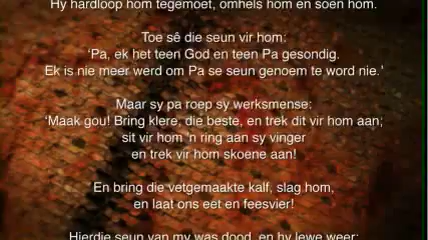 Hy hardloop hom tegemoet, omhels hom en soen hom.
Toe sê die seun vir hom:
'Pa, ek het teen God en teen Pa gesondig.
Ek is nie meer werd om Pa se seun genoem te word nie.'
Maar sy pa roep sy werksmense:
'Maak gou! Bring klere, die beste, en trek dit vir hom aan;
sit vir hom 'n ring aan sy vinger
en trek vir hom skoene aan!
En bring die vetgemaakte kalf, slag hom,
en laat ons eet en feesvier!
Hierdie seun van my was dood, en hy lewe weer;